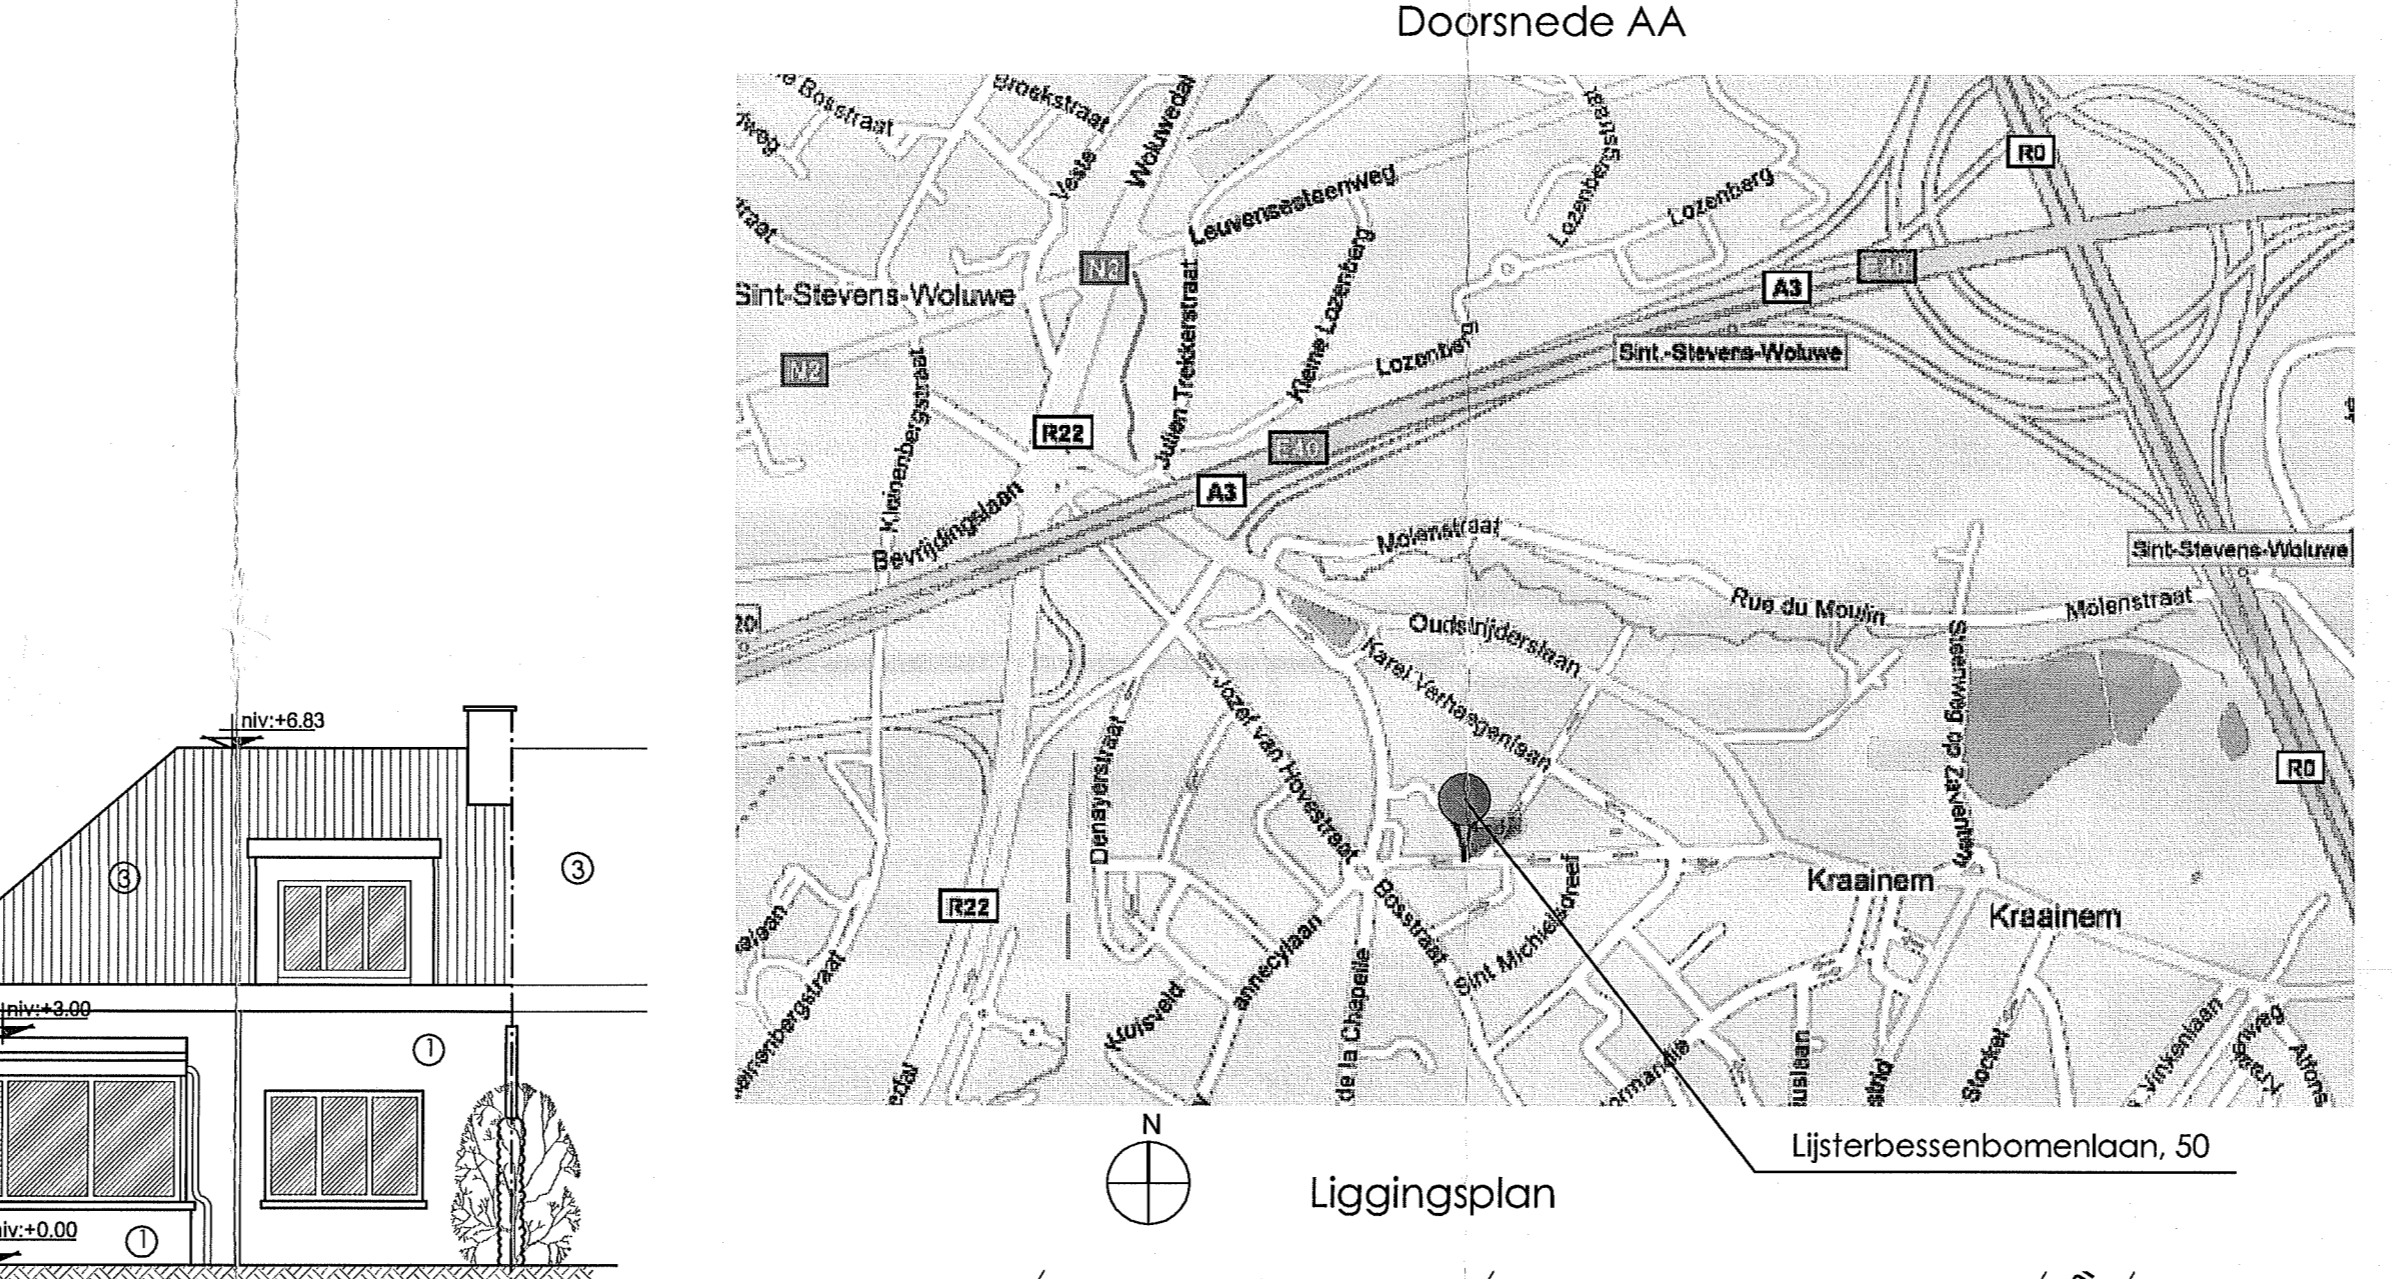 Doorsnede AA
Broekstraat
Bosstraat
Woluwedal
Leuvensesteenweg
Lozenberg
Lozenberg
R0
N2
E40
A3
Sint-Stevens-Woluwe
Julien Trekkerstraat
Kleine Lozenberg
Lozenberg
Sint.-Stevens-Woluwe
N2
Kleinenbergstraat
R22
E40
A3
Bevrijdingslaan
Molenstraat
Sint-Stevens-Woluwe
Rue du Moulin
Molenstraat
Oudstrijderslaan
Karel Verhaegenlaan
Steenweg op Zaventem
Jozef van Hovestraat
Denayerstraat
R0
niv:+6.83
3
3
R22
Kraainem
Kraainem
Bosstraat
Sint Michielsdreef
annecylaan
de la Chapelle
Kluisveld
Stockel
Vinkenlaan
niv:+3.00
1
N
Lijsterbessenbomenlaan, 50
Liggingsplan
niv:+0.00
1